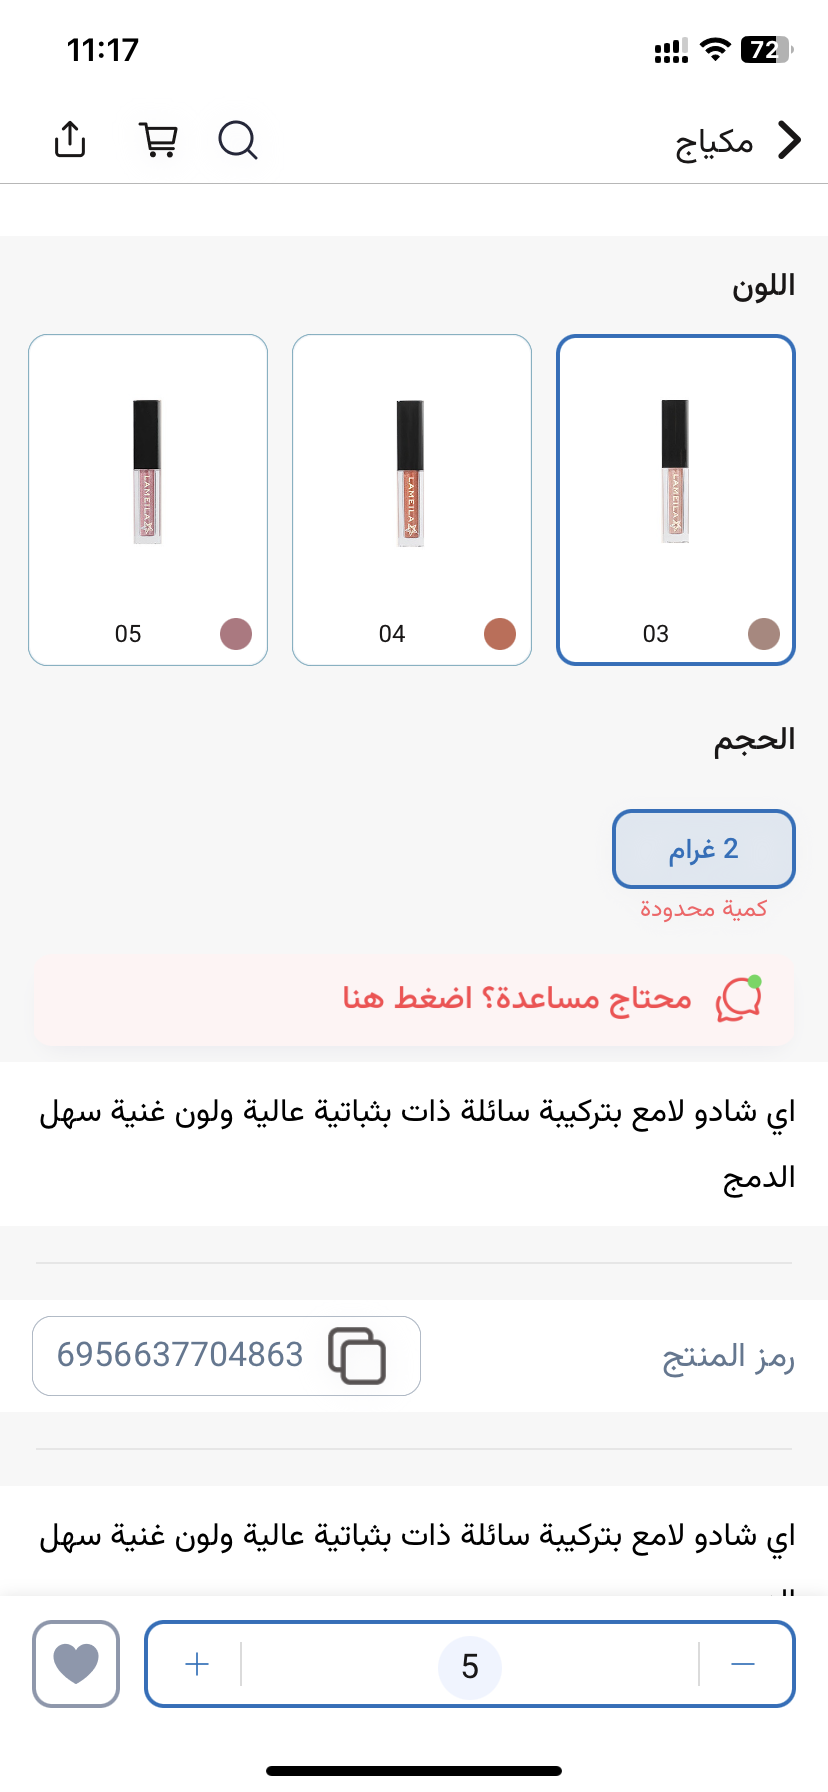 11:17
72
مكياج
اللون
LAMEILA
LAMEILA
LAMEILA
03
04
05
الحجم
2 غرام
كمية محدودة
محتاج مساعدة؟ اضغط هنا
اي شادو لامع بتركيبة سائلة ذات بثباتية عالية ولون غنية سهل
الدمج
رمز المنتج
6956637704863
اي شادو لامع بتركيبة سائلة ذات بثباتية عالية ولون غنية سهل
5